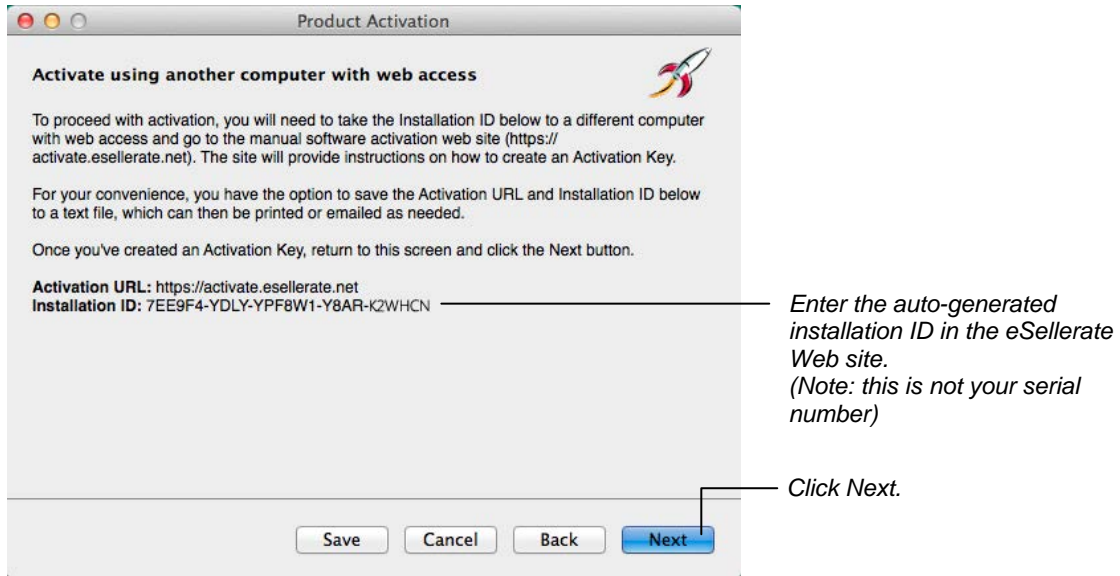 Product Activation
Activate using another computer with web access
To proceed with activation, you will need to take the Installation ID below to a different computer
with web access and go to the manual software activation web site (https://
activate.esellerate.net). The site will provide instructions on how to create an Activation Key.
For your convenience, you have the option to save the Activation URL and Installation ID below
to a text file, which can then be printed or emailed as needed.
Once you've created an Activation Key, return to this screen and click the Next button.
Activation URL: https://activate.esellerate.net
Installation ID: 7EE9F4-YDLY-YPF8W1-Y8AR-K2WHCN
Enter the auto-generated
installation ID in the eSellerate
Web site.
(Note: this is not your serial
number)
Click Next.
Save Cancel Back Next